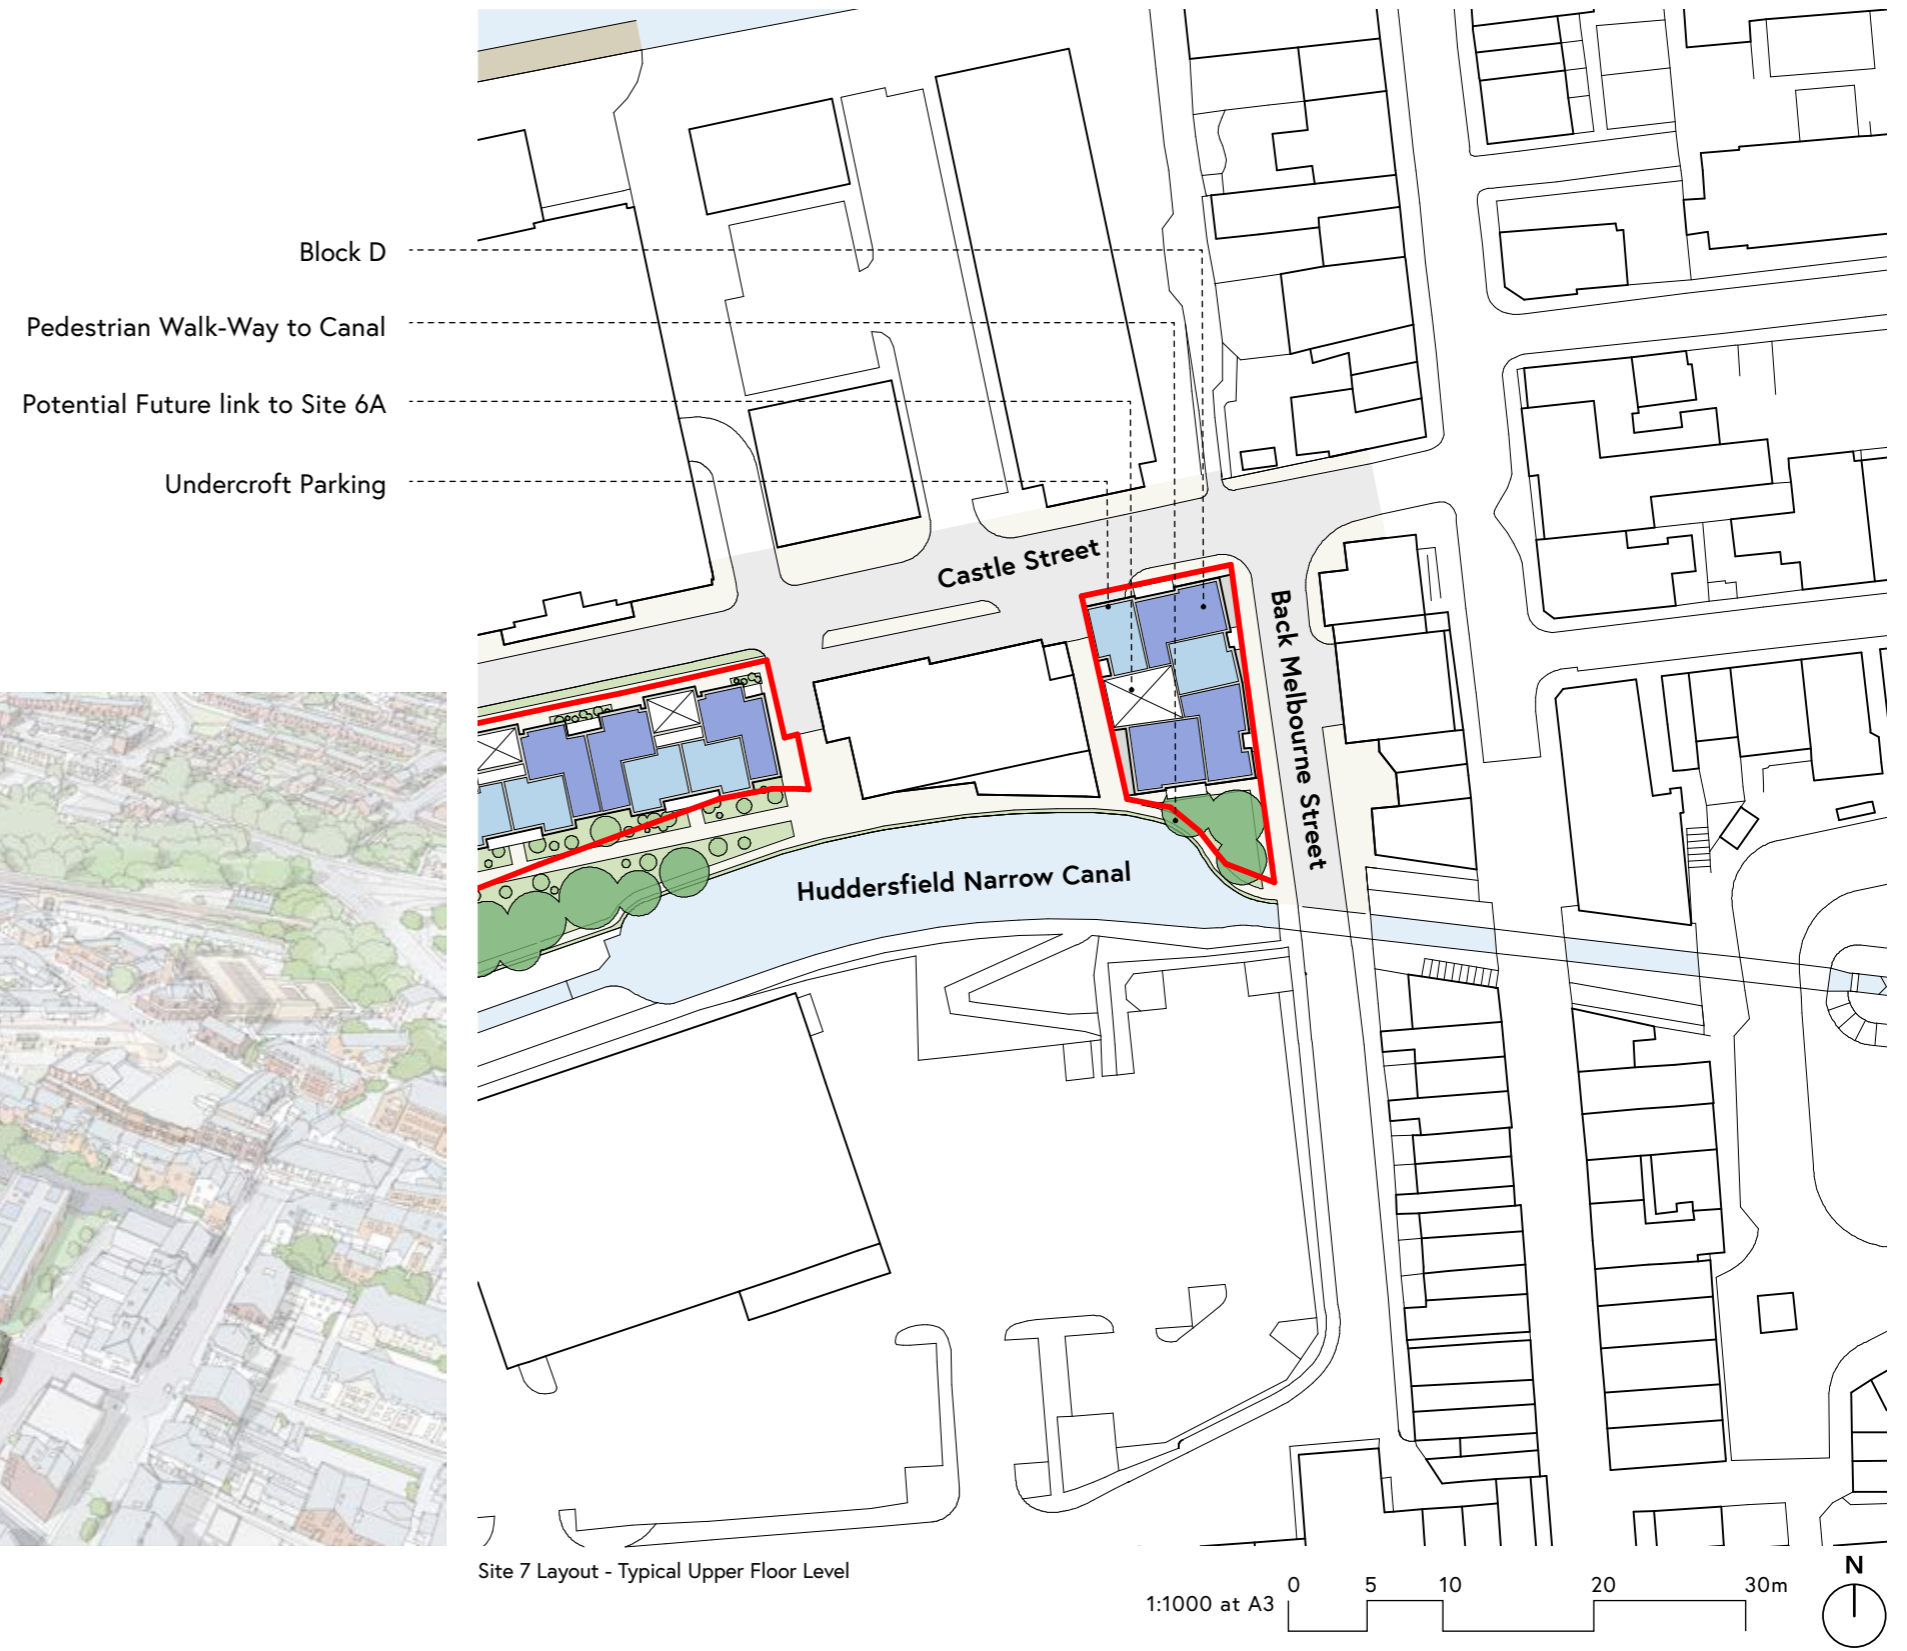 Block D
Pedestrian Walk-Way to Canal
Potential Future link to Site 6A
Undercroft Parking
Castle Street
Back Melbourne Street
Huddersfield Narrow Canal
Site 7 Layout - Typical Upper Floor Level
1:1000 at A3
0 5 10 20 30m
N